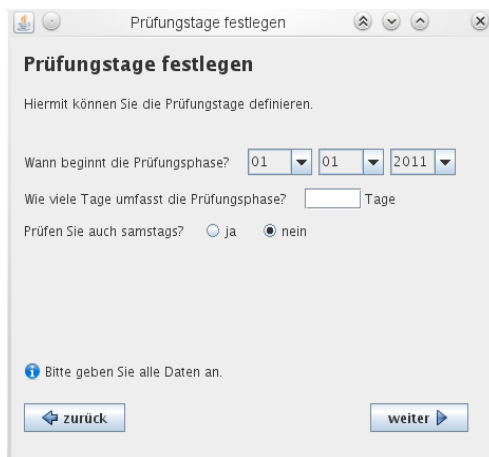 Prüfungstage festlegen
Prüfungstage festlegen
Hiermit können Sie die Prüfungstage definieren.
Wann beginnt die Prüfungsphase? 01 01 2011
Wie viele Tage umfasst die Prüfungsphase? Tage
Prüfen Sie auch samstags? ja nein
Bitte geben Sie alle Daten an.
zurück weiter